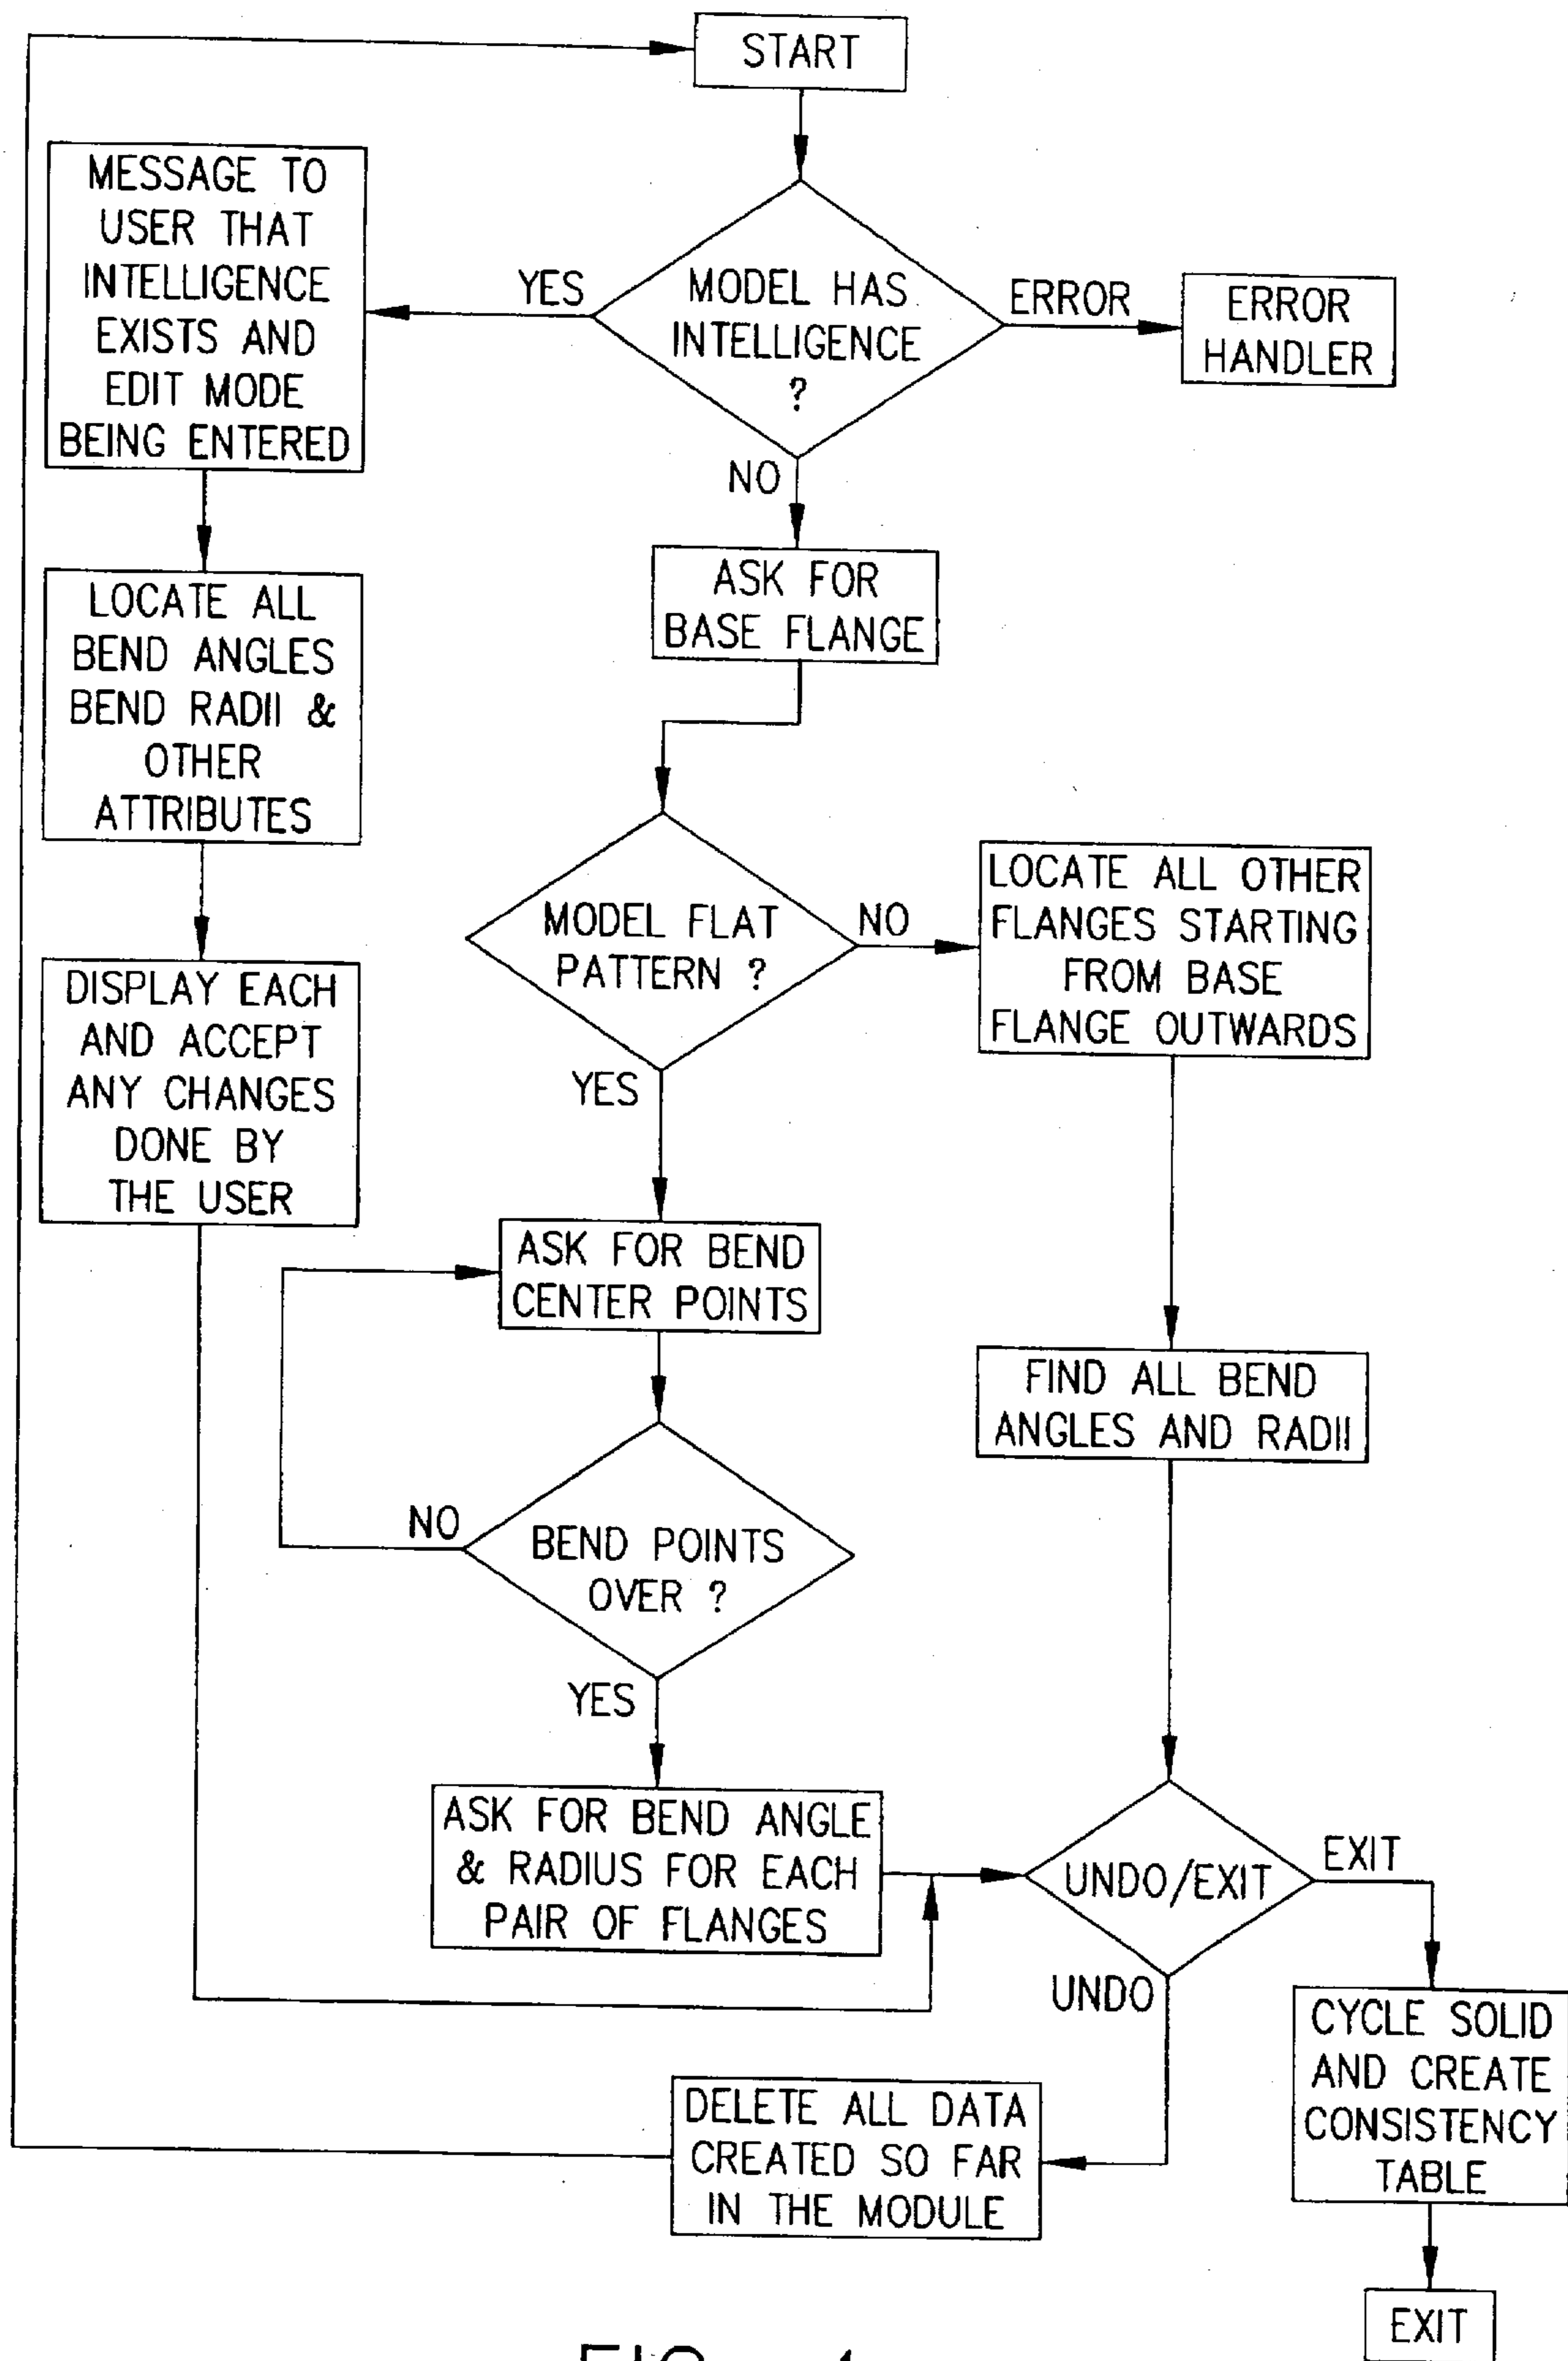 START
MESSAGE TO
USER THAT
INTELLIGENCE
EXISTS AND
EDIT MODE
BEING ENTERED
YES
MODEL HAS
INTELLIGENCE
?
ERROR
ERROR
HANDLER
NO
ASK FOR
BASE FLANGE
LOCATE ALL
BEND ANGLES
BEND RADII &
OTHER
ATTRIBUTES
MODEL FLAT
PATTERN ?
NO
LOCATE ALL OTHER
FLANGES STARTING
FROM BASE
FLANGE OUTWARDS
DISPLAY EACH
AND ACCEPT
ANY CHANGES
DONE BY
THE USER
YES
ASK FOR BEND
CENTER POINTS
FIND ALL BEND
ANGLES AND RADII
NO
BEND POINTS
OVER ?
YES
ASK FOR BEND ANGLE
& RADIUS FOR EACH
PAIR OF FLANGES
UNDO/EXIT
EXIT
UNDO
CYCLE SOLID
AND CREATE
CONSISTENCY
TABLE
DELETE ALL DATA
CREATED SO FAR
IN THE MODULE
EXIT